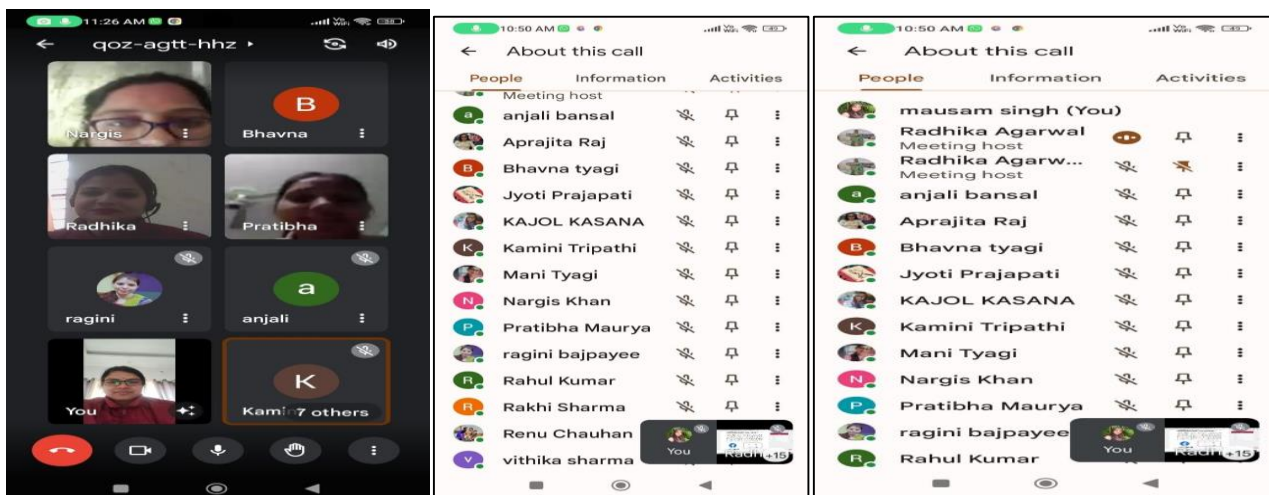 11:26 AM
qoz-agtt-hhz
Nargis
B
Bhavna
Radhika
Pratibha
ragini
a
anjali
You
K
Kamin 7 others
10:50 AM
About this call
People Information Activities
Meeting host
a anjali bansal
Aprajita Raj
B Bhavna tyagi
Jyoti Prajapati
KAJOL KASANA
K Kamini Tripathi
Mani Tyagi
N Nargis Khan
P Pratibha Maurya
ragini bajpayee
R Rahul Kumar
R Rakhi Sharma
Renu Chauhan
v vithika sharma
You
Radh +15
10:50 AM
About this call
People Information Activities
mausam singh (You)
Radhika Agarwal
Meeting host
Radhika Agarw...
Meeting host
a anjali bansal
Aprajita Raj
B Bhavna tyagi
Jyoti Prajapati
KAJOL KASANA
K Kamini Tripathi
Mani Tyagi
N Nargis Khan
P Pratibha Maurya
ragini bajpayee
R Rahul Kumar
You
Radh +15